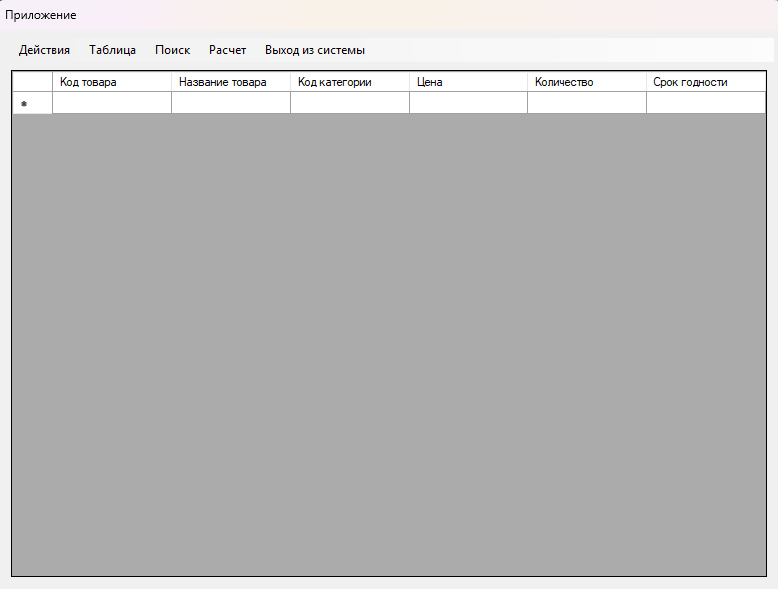 Приложение
Действия Таблица Поиск Расчет Выход из системы
Код товара Название товара Код категории Цена Количество Срок годности